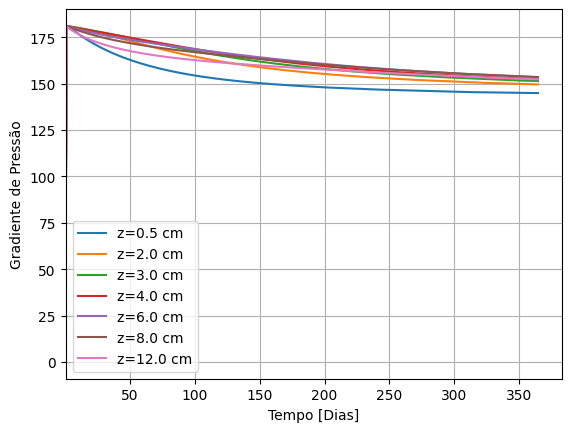 Gradiente de Pressão
175
150
125
100
75
50
25
0
z=0.5 cm
z=2.0 cm
z=3.0 cm
z=4.0 cm
z=6.0 cm
z=8.0 cm
z=12.0 cm
50 100 150 200 250 300 350
Tempo [Dias]